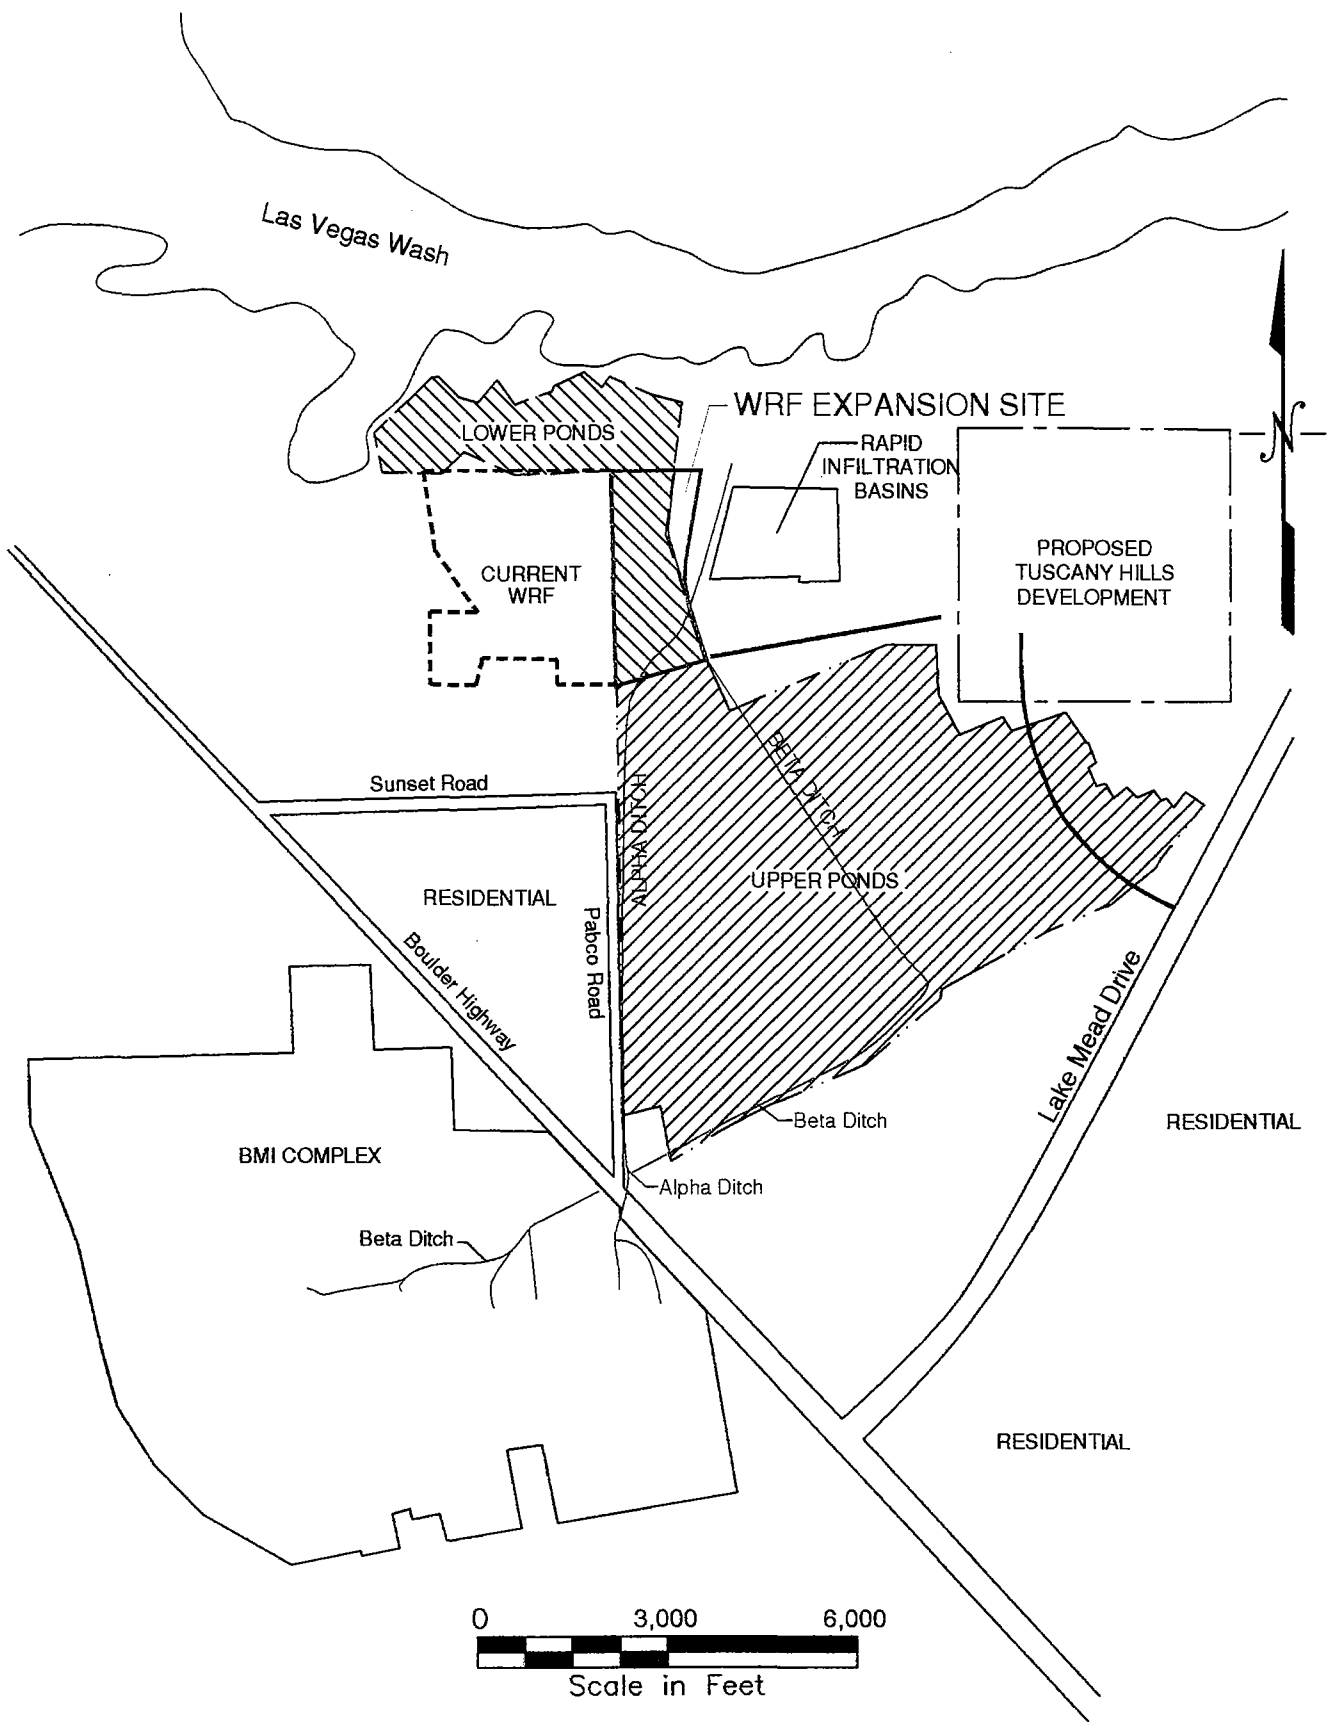 Las Vegas Wash
WRF EXPANSION SITE
LOWER PONDS
RAPID
INFILTRATION
BASINS
N
CURRENT
WRF
PROPOSED
TUSCANY HILLS
DEVELOPMENT
BETA DITCH
Sunset Road
ALPHA DITCH
UPPER PONDS
RESIDENTIAL
Pabco Road
Boulder Highway
Lake Mead Drive
Beta Ditch
RESIDENTIAL
BMI COMPLEX
Alpha Ditch
Beta Ditch
RESIDENTIAL
0 3,000 6,000
Scale in Feet